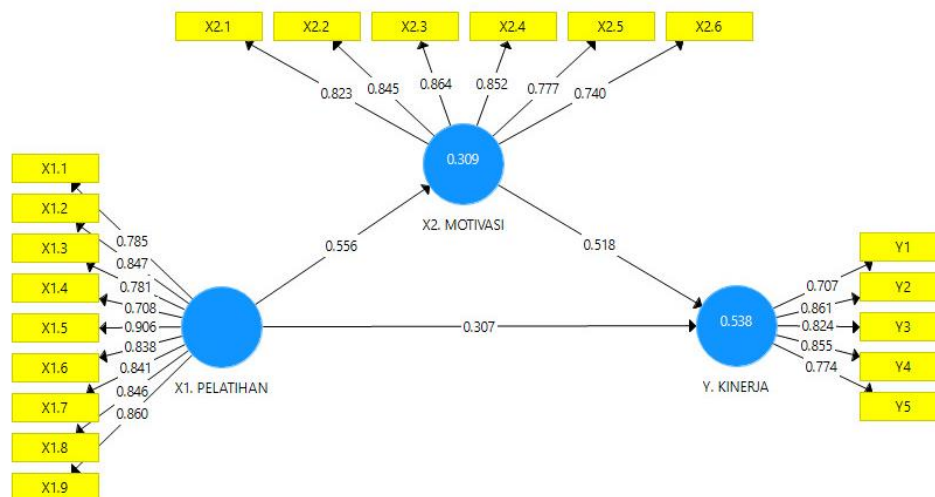 X2.1 X2.2 X2.3 X2.4 X2.5 X2.6
0.823 0.845 0.864 0.852 0.777 0.740
0.309
X2. MOTIVASI
X1.1
X1.2
X1.3
X1.4
X1.5
X1.6
X1.7
X1.8
X1.9
0.785
0.847
0.781
0.708
0.906
0.838
0.841
0.846
0.860
X1. PELATIHAN
0.556
0.518
0.307
0.538
Y. KINERJA
0.707
0.861
0.824
0.855
0.774
Y1
Y2
Y3
Y4
Y5